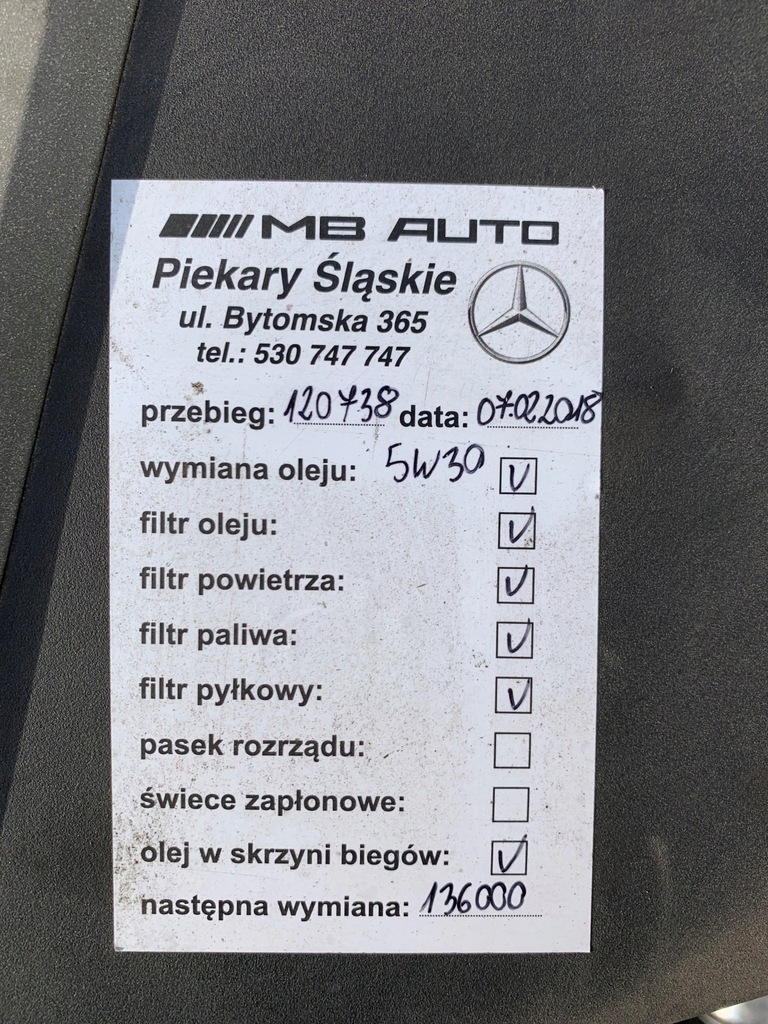 MB AUTO
Piekary Śląskie
ul. Bytomska 365
tel.: 530 747 747
przebieg: 120738 data: 07.02.2018
wymiana oleju: 5W30
filtr oleju:
filtr powietrza:
filtr paliwa:
filtr pyłkowy:
pasek rozrządu:
świece zapłonowe:
olej w skrzyni biegów:
następna wymiana: 136000